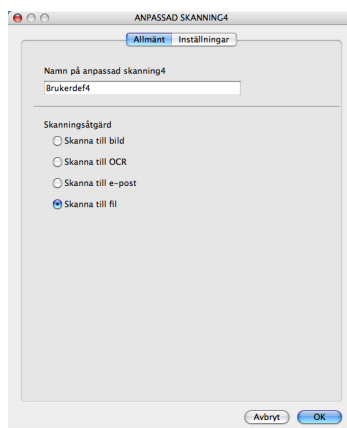 ANPASSAD SKANNING4
Allmänt Inställningar
Namn på anpassad skanning4
Brukerdef4
Skanningsåtgärd
Skanna till bild
Skanna till OCR
Skanna till e-post
Skanna till fil
Avbryt OK